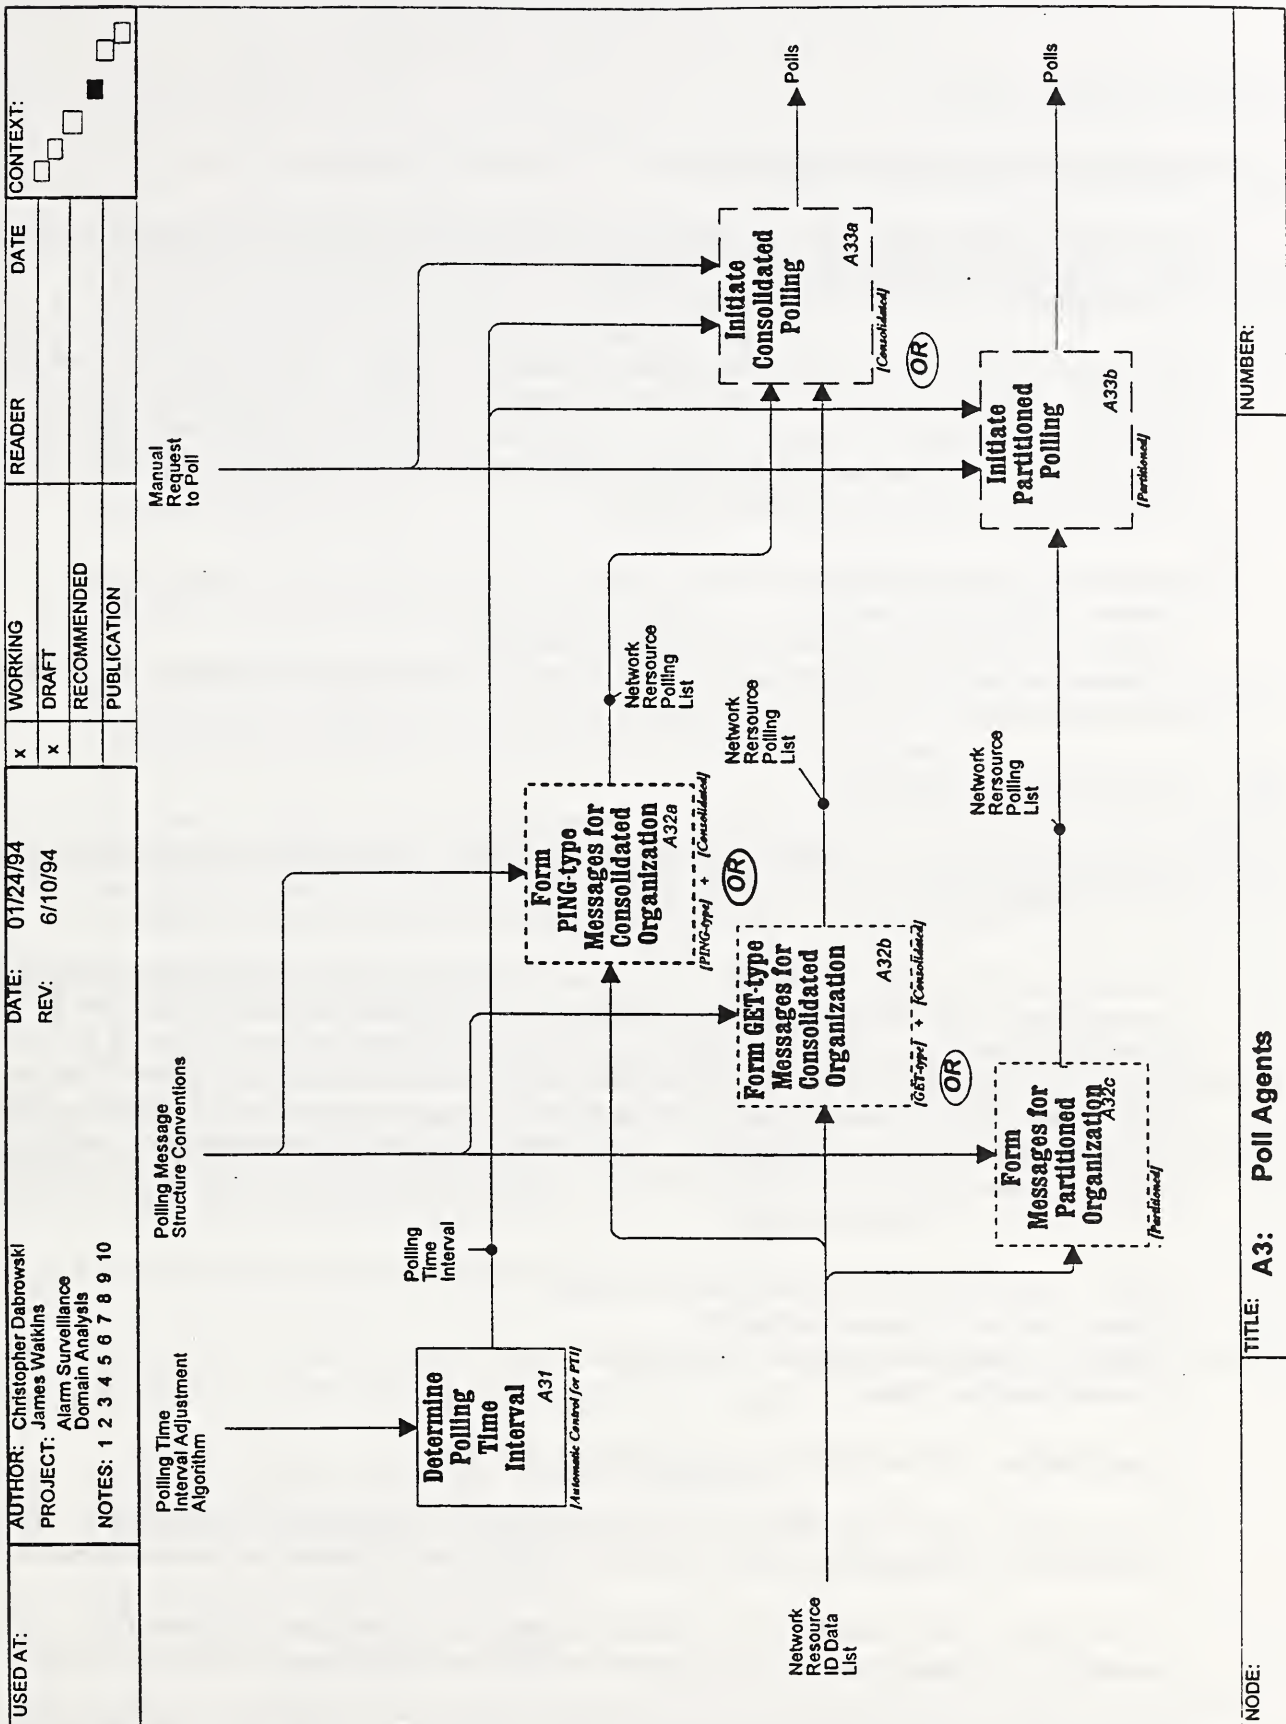 USED AT:
AUTHOR: Christopher Dabrowski
PROJECT: James Watkins
Alarm Surveillance
Domain Analysis
NOTES: 1 2 3 4 5 6 7 8 9 10
DATE: 01/24/94
REV: 6/10/94
x WORKING
x DRAFT
RECOMMENDED
PUBLICATION
READER DATE
CONTEXT:
Polling Time
Interval Adjustment
Algorithm
Polling Message
Structure Conventions
Manual
Request
to Poll
Determine
Polling
Time
Interval
A31
[Automatic Control for PTI]
Polling
Time
Interval
Form
PING-type
Messages for
Consolidated
Organization
A32a
[PING-type] + [Consolidated]
OR
Network
Rersource
Polling
List
Form GET-type
Messages for
Consolidated
Organization
A32b
[GET-type] + [Consolidated]
OR
Network
Rersource
Polling
List
Form
Messages for
Partitioned
Organization
A32c
[Partitioned]
Network
Rersource
Polling
List
Initiate
Consolidated
Polling
A33a
[Consolidated]
OR
Polls
Initiate
Partitioned
Polling
A33b
[Partitioned]
Polls
Network
Resource
ID Data
List
NODE:
TITLE: A3: Poll Agents
NUMBER: